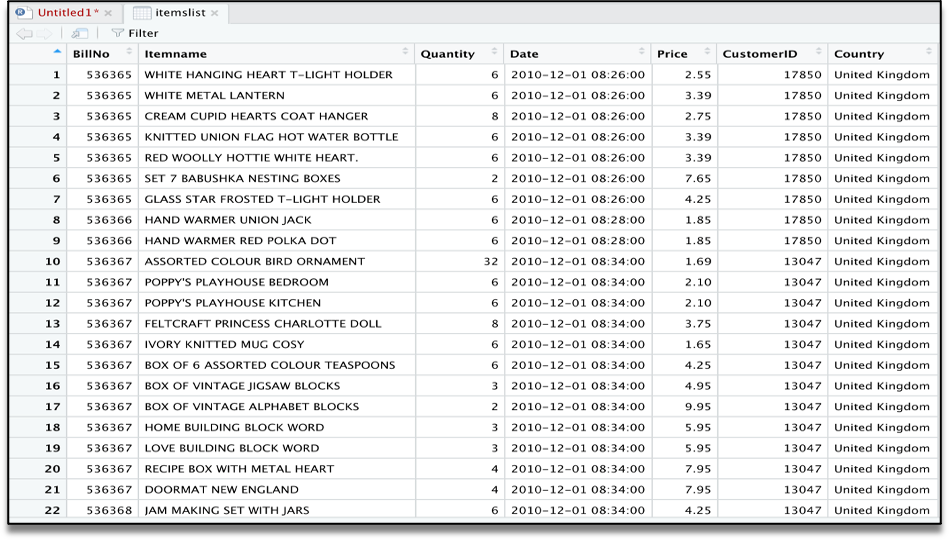 Untitled1* × itemslist ×
Filter
BillNo Itemname Quantity Date Price CustomerID Country
1 536365 WHITE HANGING HEART T-LIGHT HOLDER 6 2010-12-01 08:26:00 2.55 17850 United Kingdom
2 536365 WHITE METAL LANTERN 6 2010-12-01 08:26:00 3.39 17850 United Kingdom
3 536365 CREAM CUPID HEARTS COAT HANGER 8 2010-12-01 08:26:00 2.75 17850 United Kingdom
4 536365 KNITTED UNION FLAG HOT WATER BOTTLE 6 2010-12-01 08:26:00 3.39 17850 United Kingdom
5 536365 RED WOOLLY HOTTIE WHITE HEART. 6 2010-12-01 08:26:00 3.39 17850 United Kingdom
6 536365 SET 7 BABUSHKA NESTING BOXES 2 2010-12-01 08:26:00 7.65 17850 United Kingdom
7 536365 GLASS STAR FROSTED T-LIGHT HOLDER 6 2010-12-01 08:26:00 4.25 17850 United Kingdom
8 536366 HAND WARMER UNION JACK 6 2010-12-01 08:28:00 1.85 17850 United Kingdom
9 536366 HAND WARMER RED POLKA DOT 6 2010-12-01 08:28:00 1.85 17850 United Kingdom
10 536367 ASSORTED COLOUR BIRD ORNAMENT 32 2010-12-01 08:34:00 1.69 13047 United Kingdom
11 536367 POPPY'S PLAYHOUSE BEDROOM 6 2010-12-01 08:34:00 2.10 13047 United Kingdom
12 536367 POPPY'S PLAYHOUSE KITCHEN 6 2010-12-01 08:34:00 2.10 13047 United Kingdom
13 536367 FELTCRAFT PRINCESS CHARLOTTE DOLL 8 2010-12-01 08:34:00 3.75 13047 United Kingdom
14 536367 IVORY KNITTED MUG COSY 6 2010-12-01 08:34:00 1.65 13047 United Kingdom
15 536367 BOX OF 6 ASSORTED COLOUR TEASPOONS 6 2010-12-01 08:34:00 4.25 13047 United Kingdom
16 536367 BOX OF VINTAGE JIGSAW BLOCKS 3 2010-12-01 08:34:00 4.95 13047 United Kingdom
17 536367 BOX OF VINTAGE ALPHABET BLOCKS 2 2010-12-01 08:34:00 9.95 13047 United Kingdom
18 536367 HOME BUILDING BLOCK WORD 3 2010-12-01 08:34:00 5.95 13047 United Kingdom
19 536367 LOVE BUILDING BLOCK WORD 3 2010-12-01 08:34:00 5.95 13047 United Kingdom
20 536367 RECIPE BOX WITH METAL HEART 4 2010-12-01 08:34:00 7.95 13047 United Kingdom
21 536367 DOORMAT NEW ENGLAND 4 2010-12-01 08:34:00 7.95 13047 United Kingdom
22 536368 JAM MAKING SET WITH JARS 6 2010-12-01 08:34:00 4.25 13047 United Kingdom